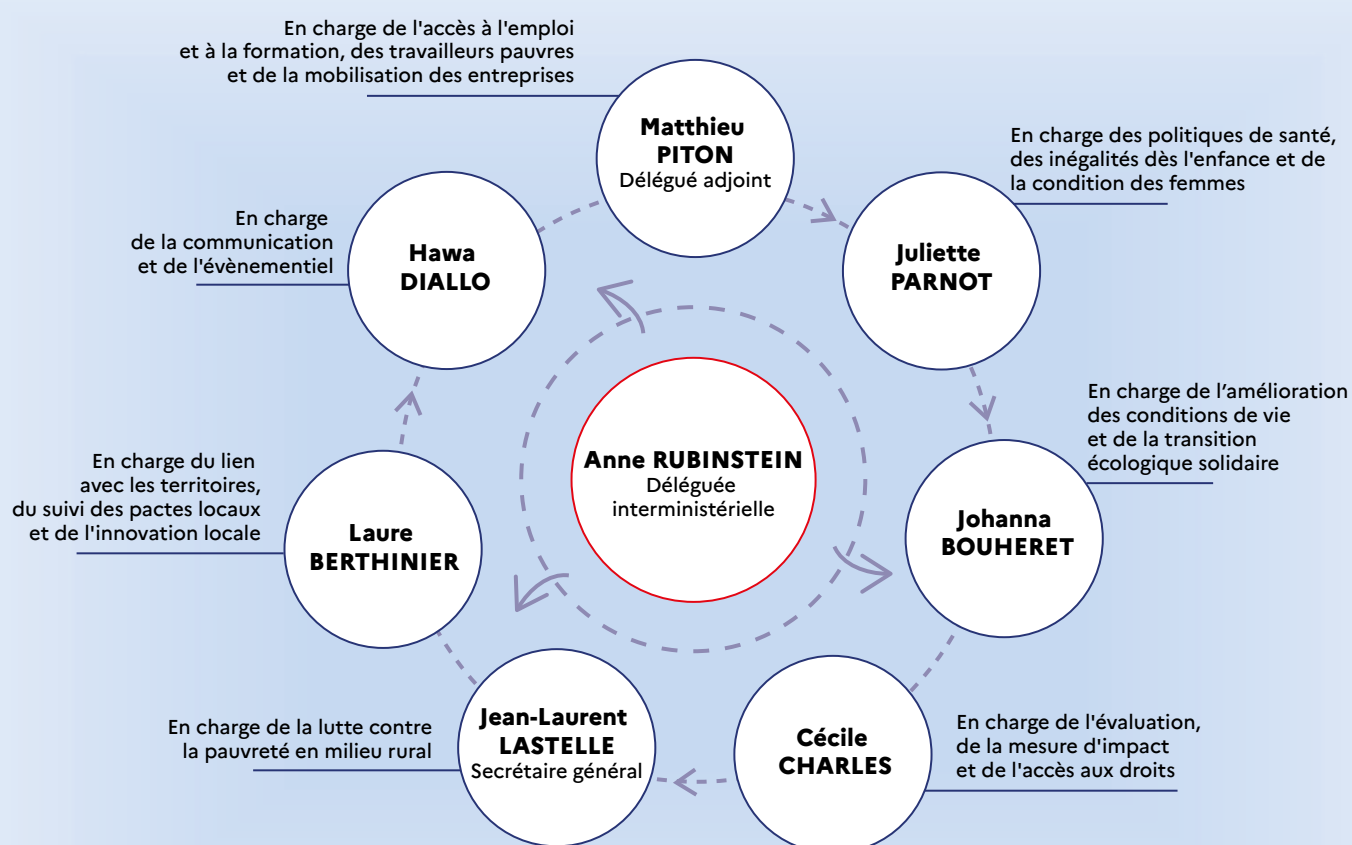 En charge de l'accès à l'emploi
et à la formation, des travailleurs pauvres
et de la mobilisation des entreprises
Matthieu
PITON
Délégué adjoint
En charge des politiques de santé,
des inégalités dès l'enfance et de
la condition des femmes
Juliette
PARNOT
En charge de l’amélioration
des conditions de vie
et de la transition
écologique solidaire
Johanna
BOUHERET
En charge de l'évaluation,
de la mesure d'impact
et de l'accès aux droits
Cécile
CHARLES
En charge de la lutte contre
la pauvreté en milieu rural
Jean-Laurent
LASTELLE
Secrétaire général
En charge du lien
avec les territoires,
du suivi des pactes locaux
et de l'innovation locale
Laure
BERTHINIER
En charge
de la communication
et de l'évènementiel
Hawa
DIALLO
Anne RUBINSTEIN
Déléguée
interministérielle